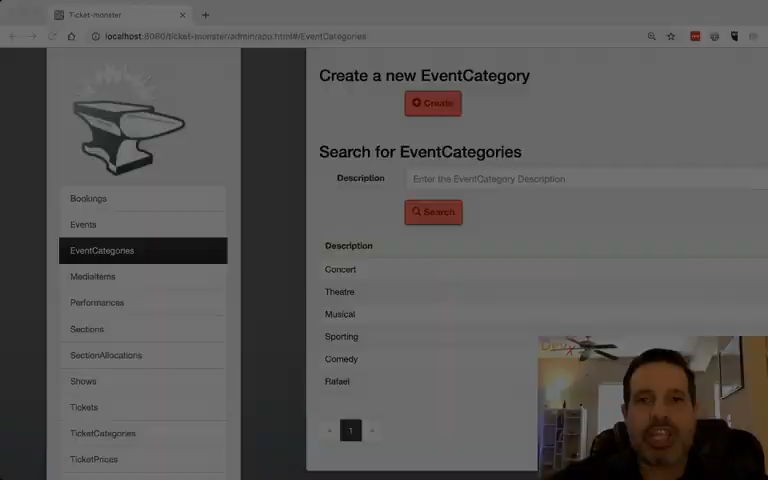 Ticket-monster
localhost:8080/ticket-monster/admin/app.html#/EventCategories
Bookings
Events
EventCategories
MediaItems
Performances
Sections
SectionAllocations
Shows
Tickets
TicketCategories
TicketPrices
Create a new EventCategory
Create
Search for EventCategories
Description
Enter the EventCategory Description
Search
Description
Concert
Theatre
Musical
Sporting
Comedy
Rafael
«
1
»